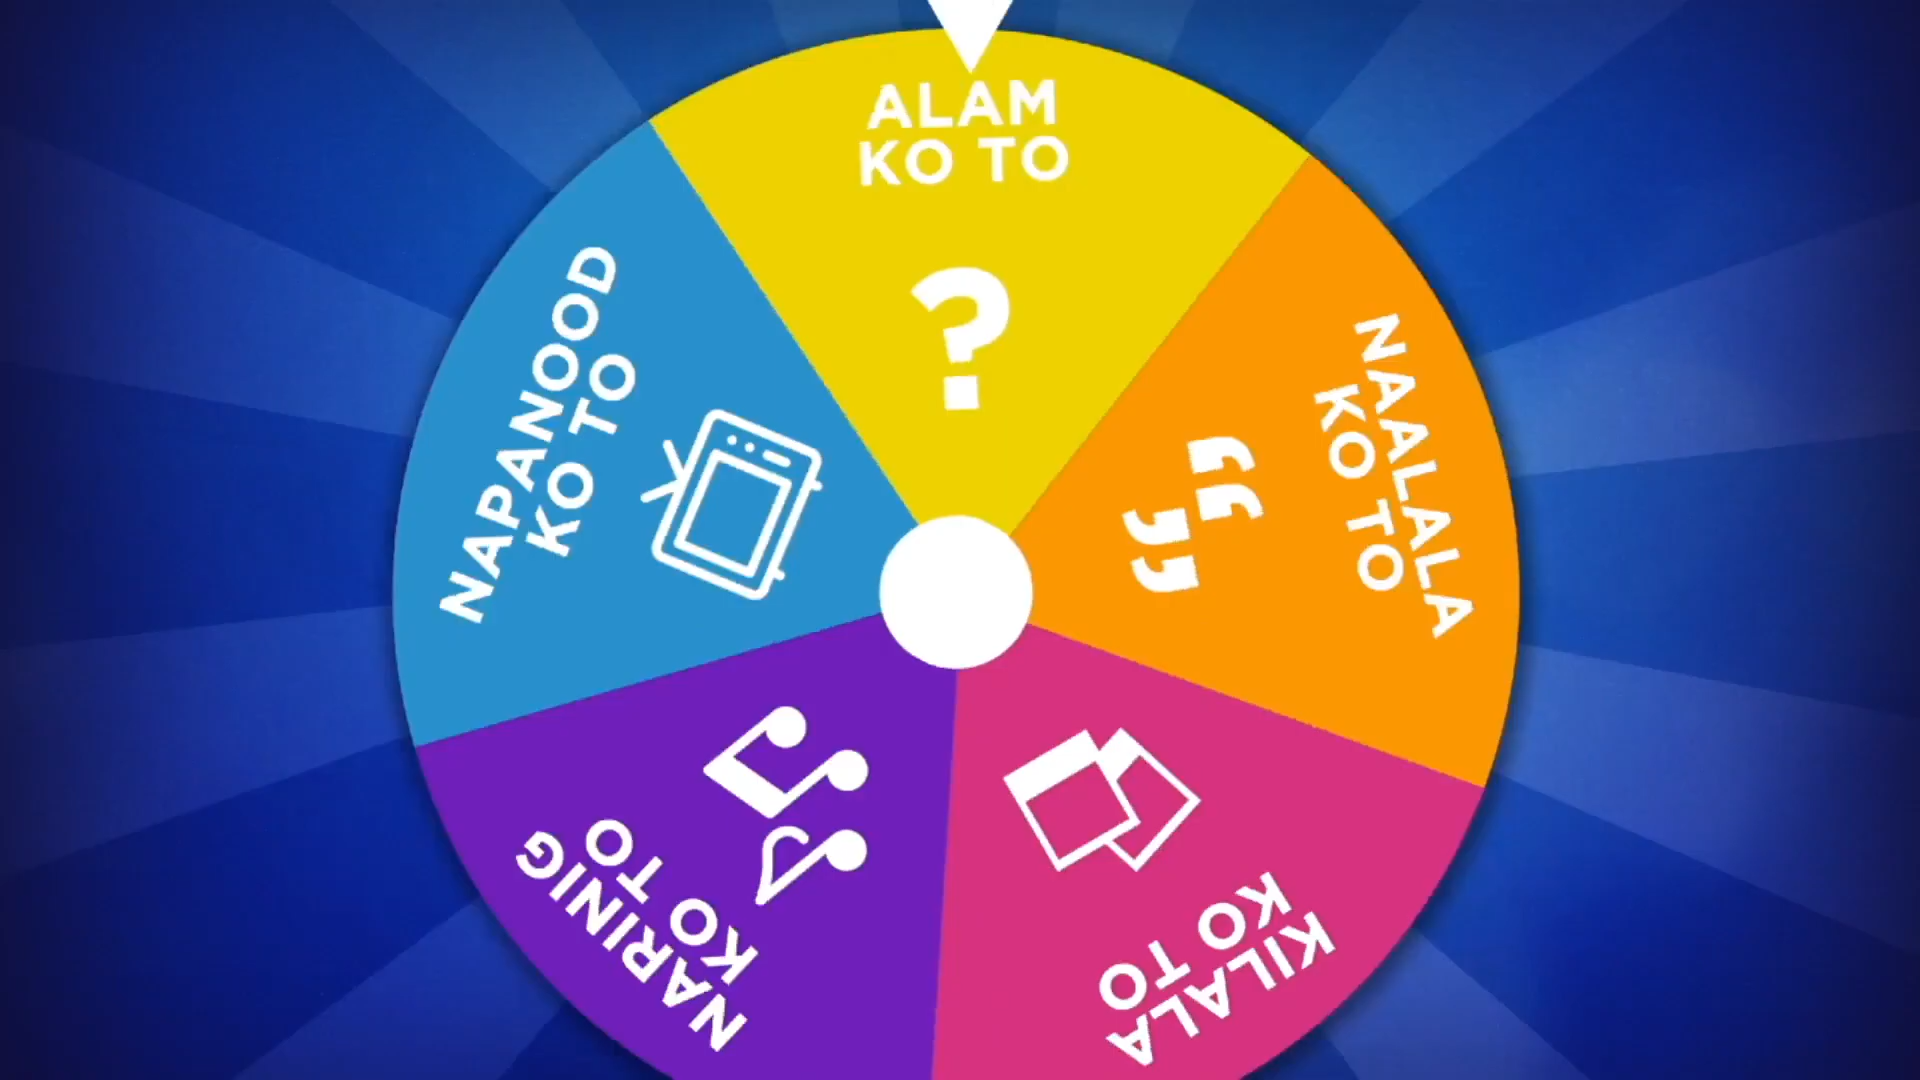 ALAM
KO TO
NAALALA
KO TO
KILALA
KO TO
NARINIG
KO TO
NAPANOOD
KO TO